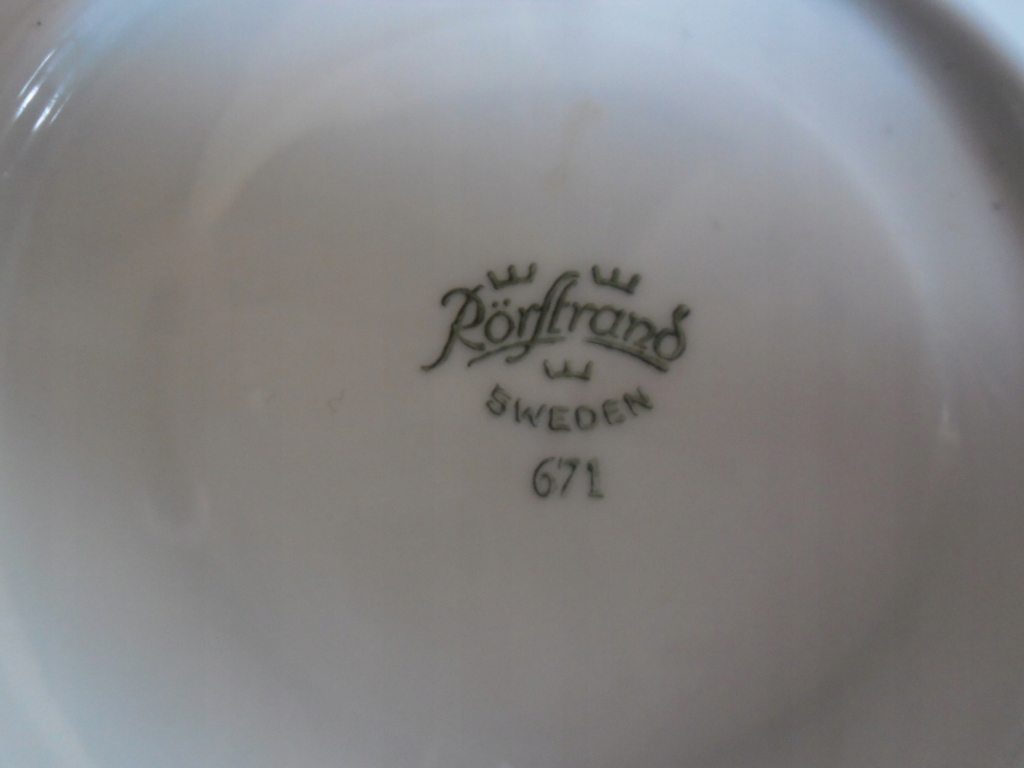 Rörstrand
SWEDEN
671